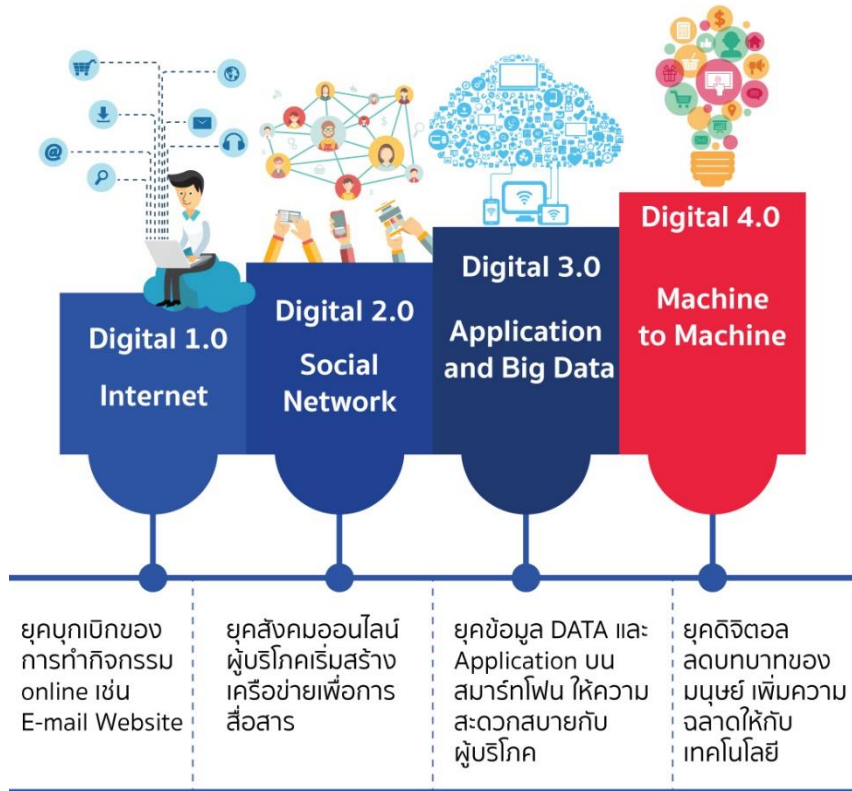 Digital 1.0
Internet
Digital 2.0
Social
Network
Digital 3.0
Application
and Big Data
Digital 4.0
Machine
to Machine
ยุคบุกเบิกของ
การทำกิจกรรม
online เช่น
E-mail Website
ยุคสังคมออนไลน์
ผู้บริโภคเริ่มสร้าง
เครือข่ายเพื่อการ
สื่อสาร
ยุคข้อมูล DATA และ
Application บน
สมาร์ทโฟน ให้ความ
สะดวกสบายกับ
ผู้บริโภค
ยุคดิจิตอล
ลดบทบาทของ
มนุษย์ เพิ่มความ
ฉลาดให้กับ
เทคโนโลยี